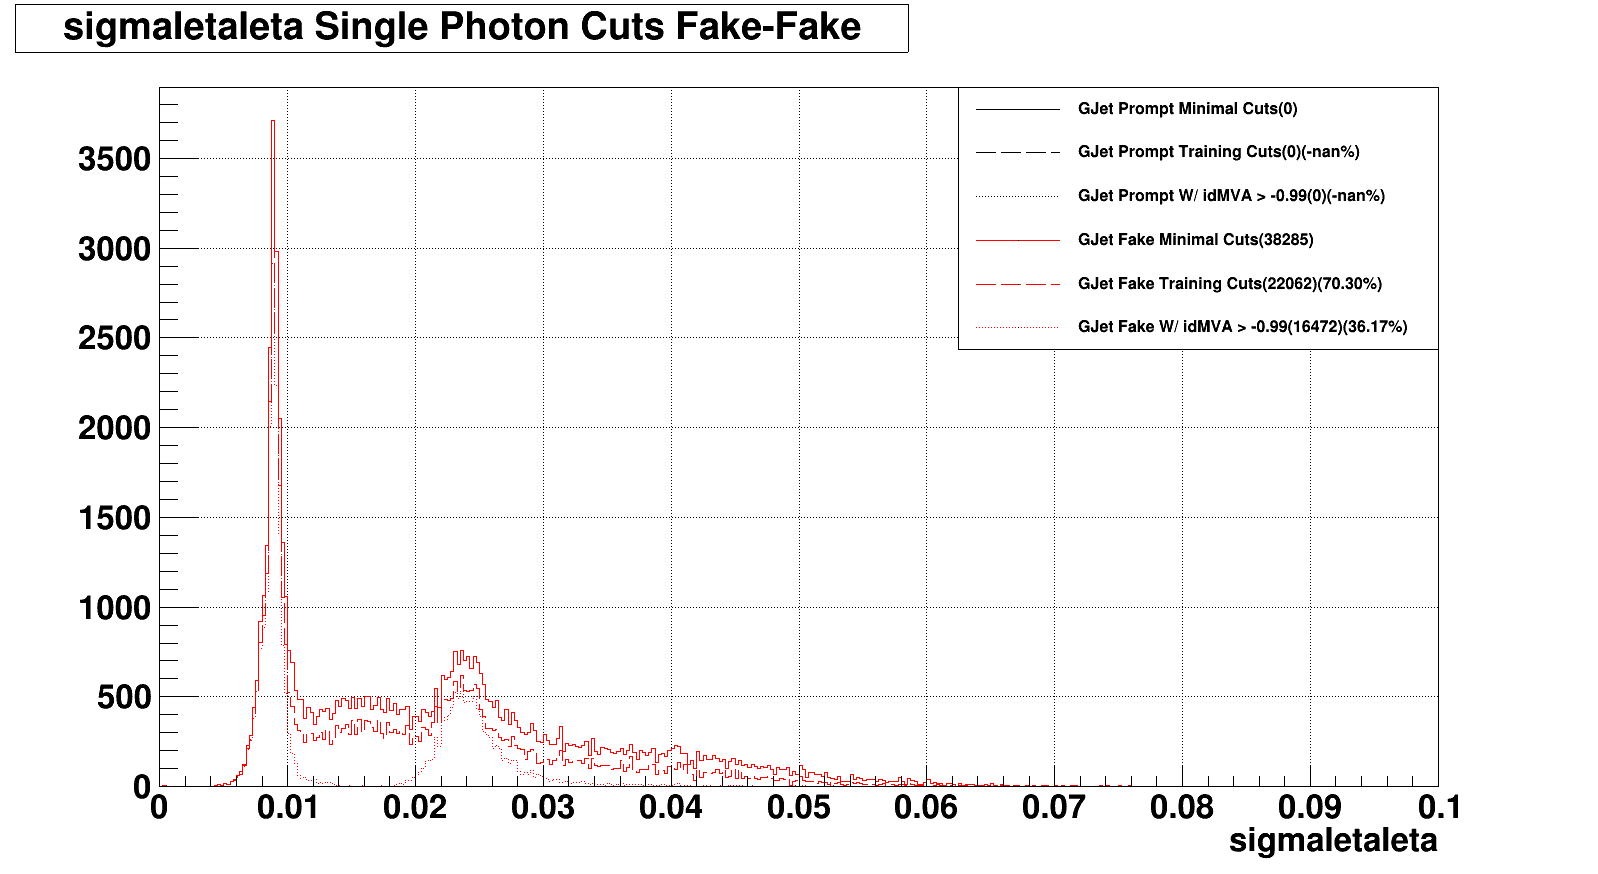 sigmaIetaIeta Single Photon Cuts Fake-Fake
GJet Prompt Minimal Cuts(0)
GJet Prompt Training Cuts(0)(-nan%)
GJet Prompt W/ idMVA > -0.99(0)(-nan%)
GJet Fake Minimal Cuts(38285)
GJet Fake Training Cuts(22062)(70.30%)
GJet Fake W/ idMVA > -0.99(16472)(36.17%)
3500
3000
2500
2000
1500
1000
500
0
0 0.01 0.02 0.03 0.04 0.05 0.06 0.07 0.08 0.09 0.1
sigmaIetaIeta